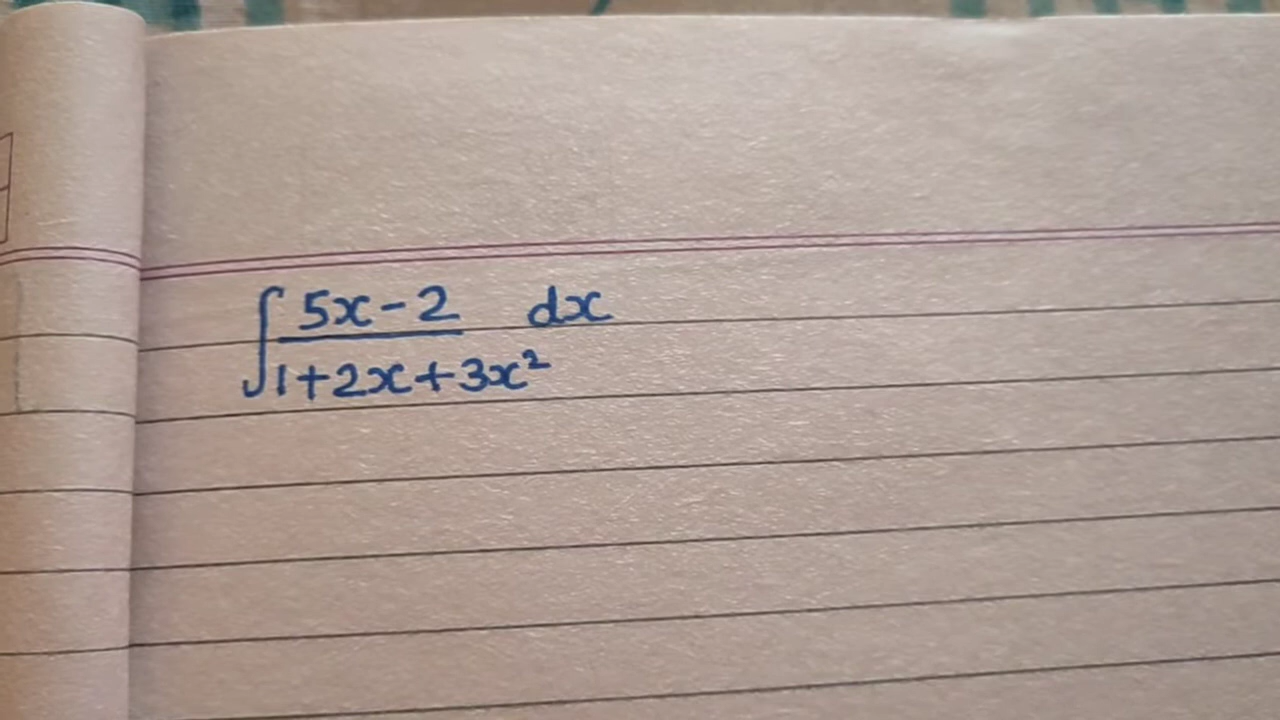 ∫ (5x - 2)/(1 + 2x + 3x²) dx